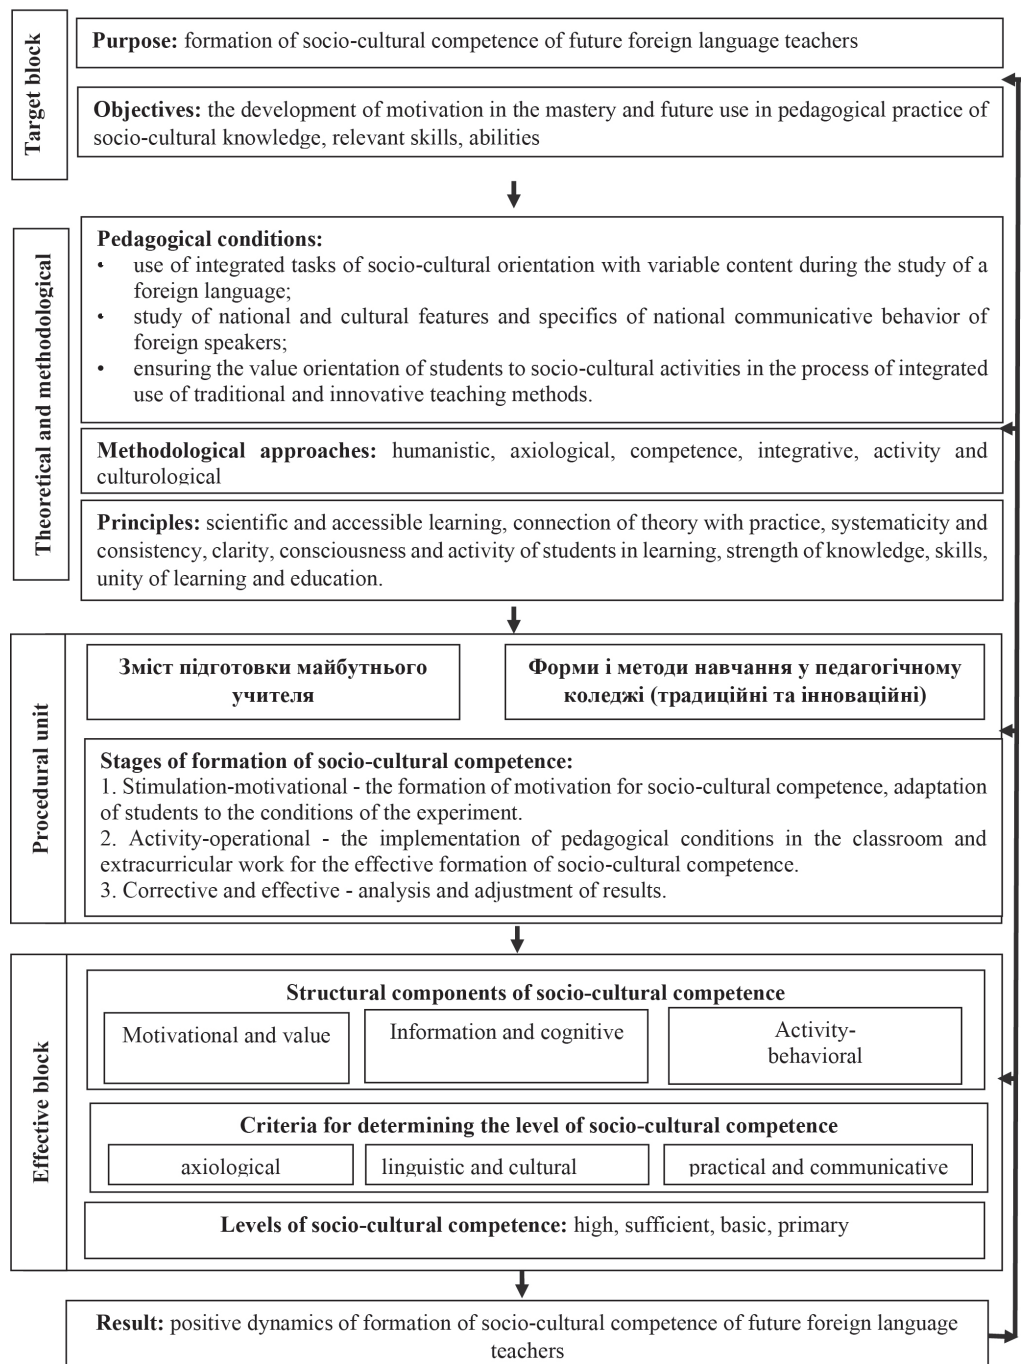 Target block
Purpose: formation of socio-cultural competence of future foreign language teachers
Objectives: the development of motivation in the mastery and future use in pedagogical practice of
socio-cultural knowledge, relevant skills, abilities
Theoretical and methodological
Pedagogical conditions:
• use of integrated tasks of socio-cultural orientation with variable content during the study of a
foreign language;
• study of national and cultural features and specifics of national communicative behavior of
foreign speakers;
• ensuring the value orientation of students to socio-cultural activities in the process of integrated
use of traditional and innovative teaching methods.
Methodological approaches: humanistic, axiological, competence, integrative, activity and
culturological
Principles: scientific and accessible learning, connection of theory with practice, systematicity and
consistency, clarity, consciousness and activity of students in learning, strength of knowledge, skills,
unity of learning and education.
Procedural unit
Зміст підготовки майбутнього
учителя
Форми і методи навчання у педагогічному
коледжі (традиційні та інноваційні)
Stages of formation of socio-cultural competence:
1. Stimulation-motivational - the formation of motivation for socio-cultural competence, adaptation
of students to the conditions of the experiment.
2. Activity-operational - the implementation of pedagogical conditions in the classroom and
extracurricular work for the effective formation of socio-cultural competence.
3. Corrective and effective - analysis and adjustment of results.
Effective block
Structural components of socio-cultural competence
Motivational and value
Information and cognitive
Activity-
behavioral
Criteria for determining the level of socio-cultural competence
axiological
linguistic and cultural
practical and communicative
Levels of socio-cultural competence: high, sufficient, basic, primary
Result: positive dynamics of formation of socio-cultural competence of future foreign language
teachers